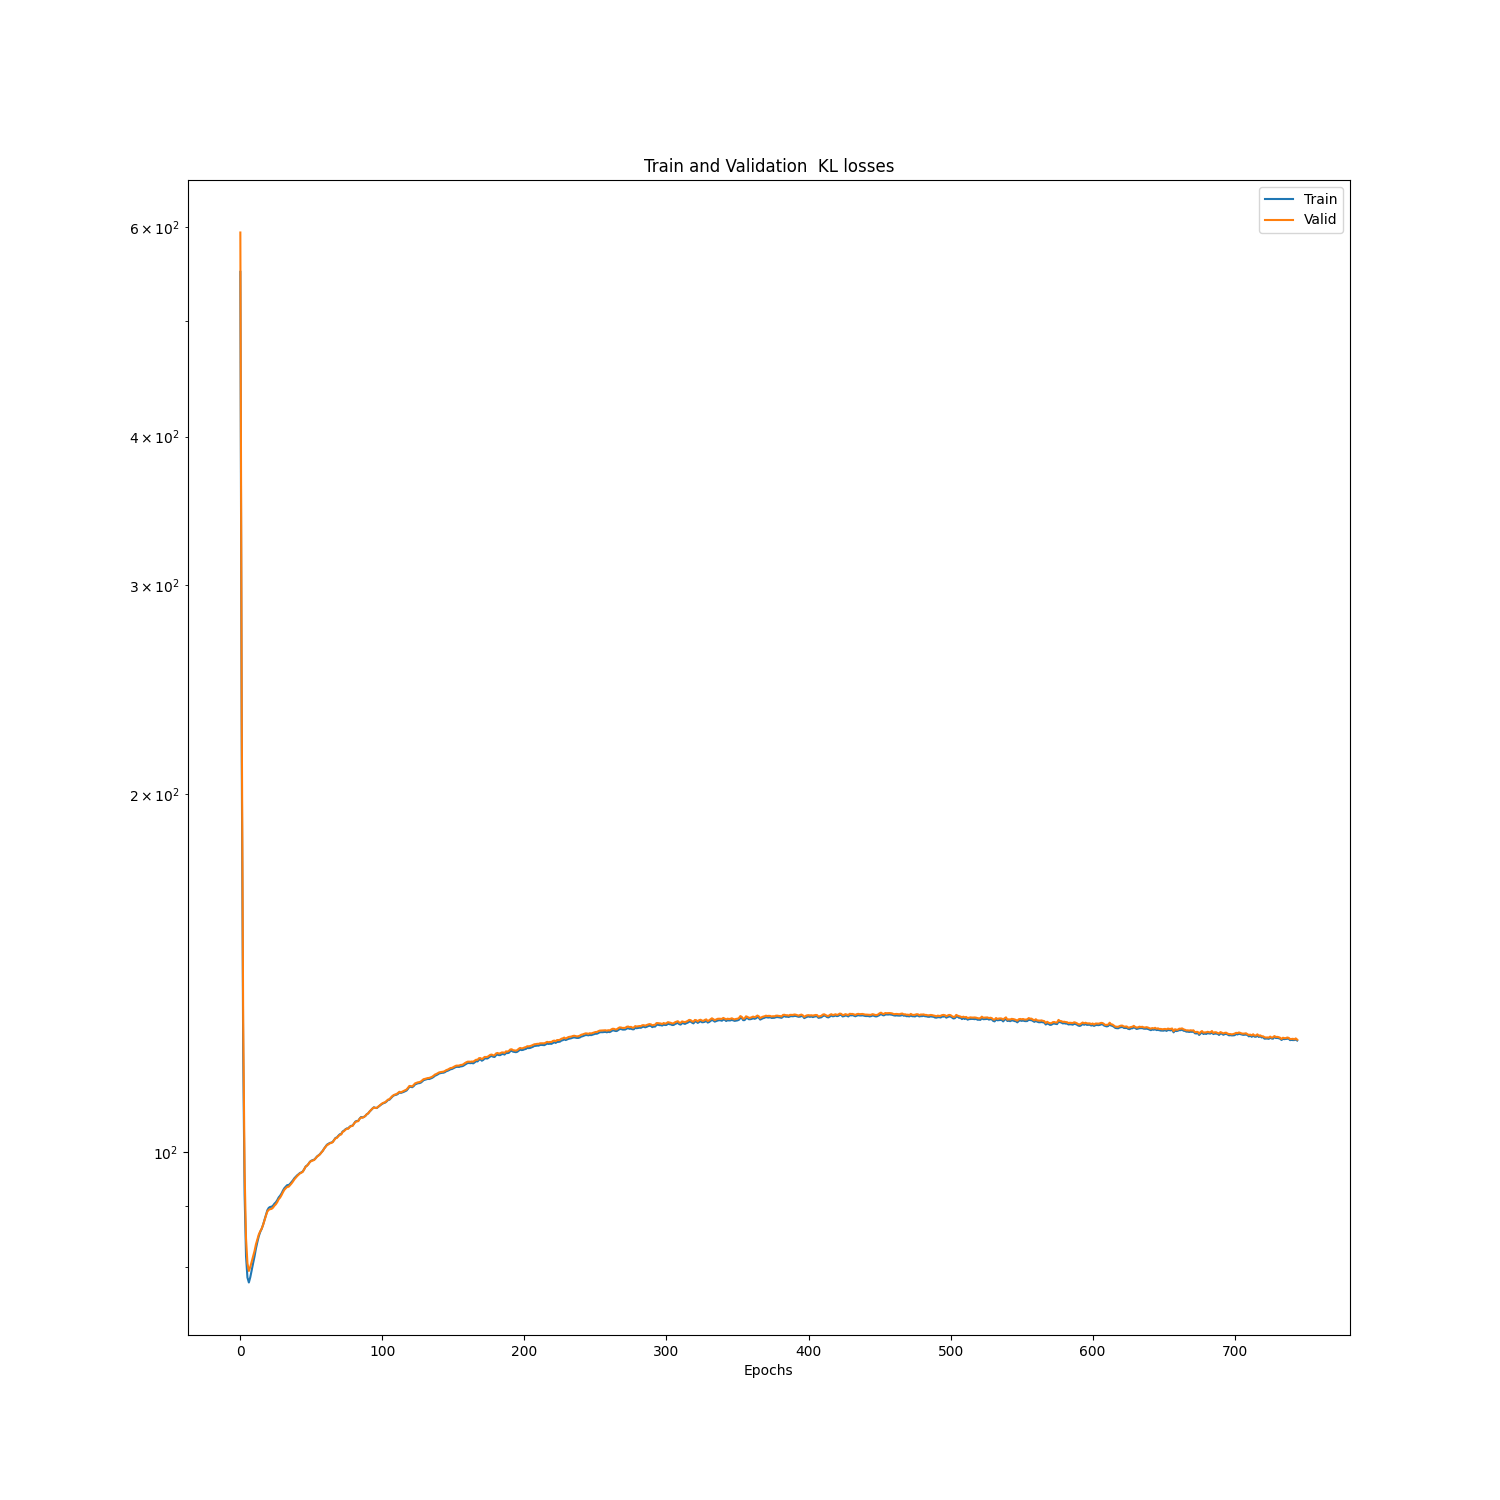 Train and Validation  KL losses
Train
Valid
6 × 10²
4 × 10²
3 × 10²
2 × 10²
10²
0 100 200 300 400 500 600 700
Epochs